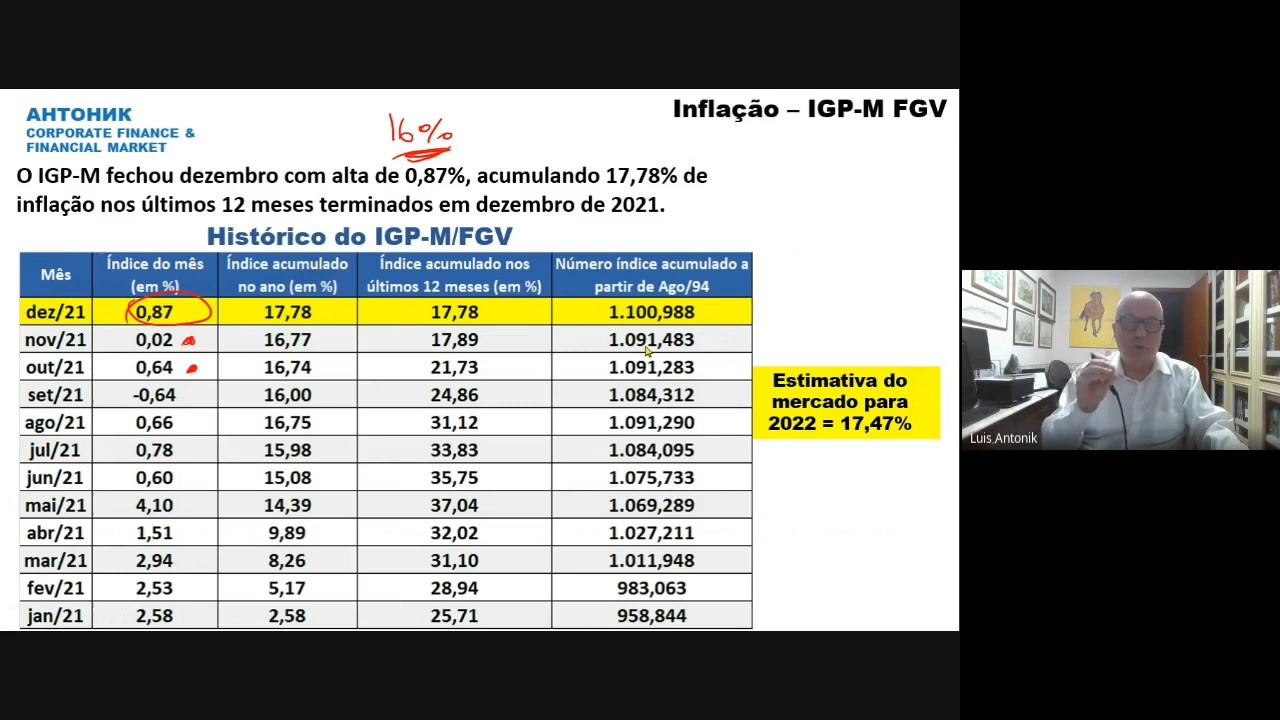 Inflação – IGP-M FGV
АНТОНИК
CORPORATE FINANCE &
FINANCIAL MARKET
16%
O IGP-M fechou dezembro com alta de 0,87%, acumulando 17,78% de
inflação nos últimos 12 meses terminados em dezembro de 2021.
Histórico do IGP-M/FGV
Mês Índice do mês (em %) Índice acumulado no ano (em %) Índice acumulado nos últimos 12 meses (em %) Número índice acumulado a partir de Ago/94
dez/21 0,87 17,78 17,78 1.100,988
nov/21 0,02 16,77 17,89 1.091,483
out/21 0,64 16,74 21,73 1.091,283
set/21 -0,64 16,00 24,86 1.084,312
ago/21 0,66 16,75 31,12 1.091,290
jul/21 0,78 15,98 33,83 1.084,095
jun/21 0,60 15,08 35,75 1.075,733
mai/21 4,10 14,39 37,04 1.069,289
abr/21 1,51 9,89 32,02 1.027,211
mar/21 2,94 8,26 31,10 1.011,948
fev/21 2,53 5,17 28,94 983,063
jan/21 2,58 2,58 25,71 958,844
Estimativa do
mercado para
2022 = 17,47%
Luis Antonik